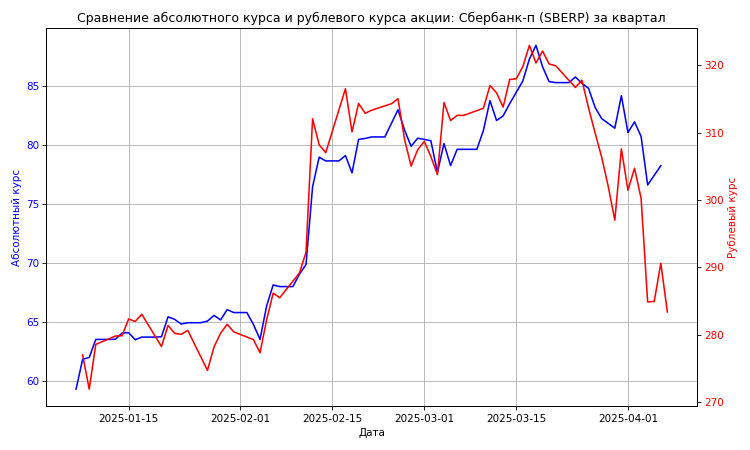 Сравнение абсолютного курса и рублевого курса акции: Сбербанк-п (SBERP) за квартал
Абсолютный курс
85
80
75
70
65
60
320
310
300
290
280
270
Рублевый курс
2025-01-15 2025-02-01 2025-02-15 2025-03-01 2025-03-15 2025-04-01
Дата